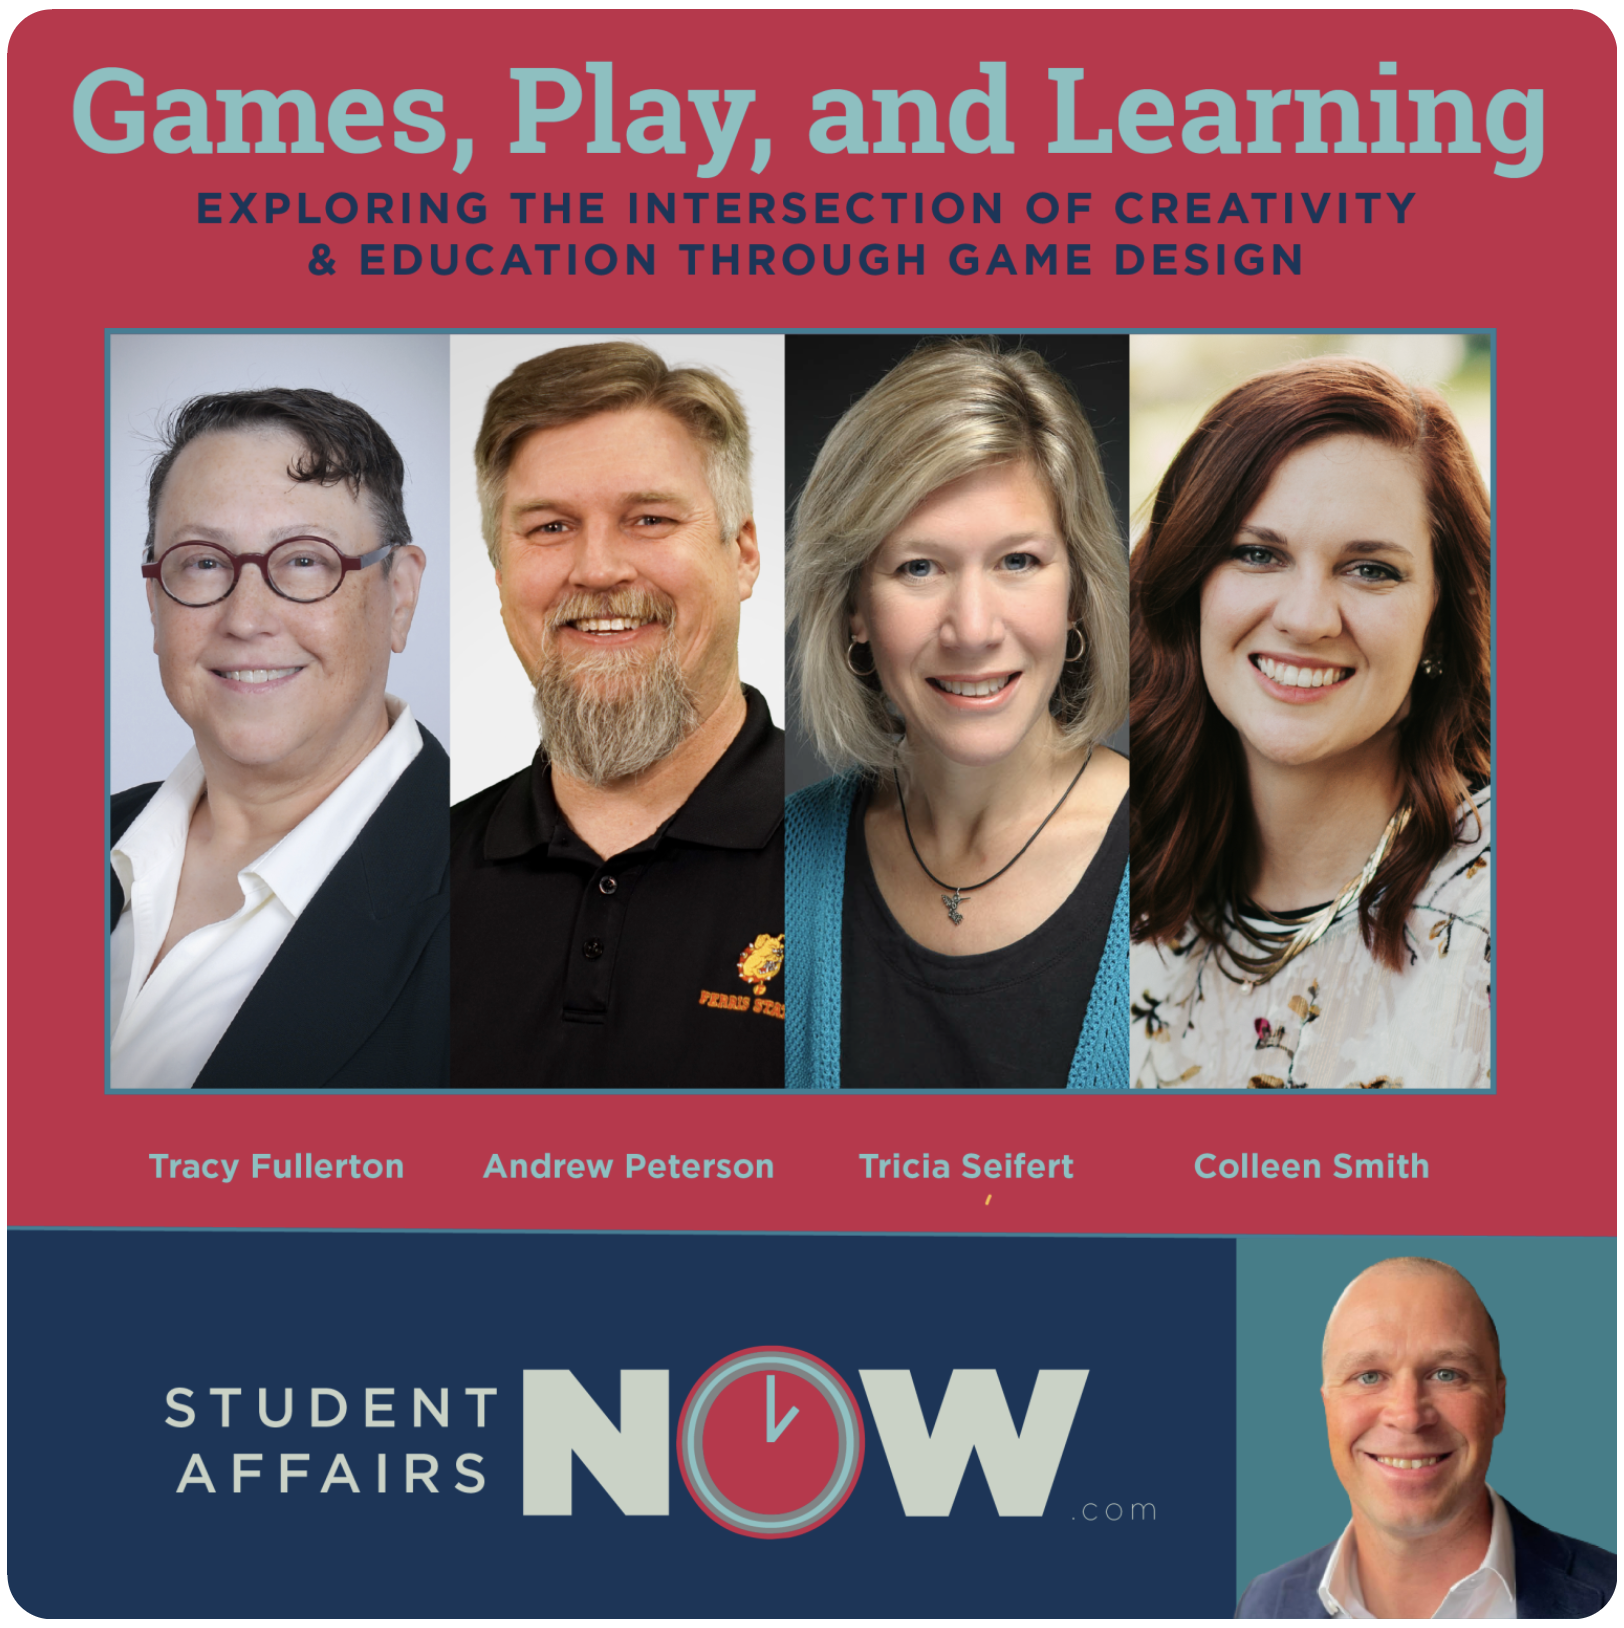 Games, Play, and Learning
EXPLORING THE INTERSECTION OF CREATIVITY
& EDUCATION THROUGH GAME DESIGN
FERRIS
Tracy Fullerton
Andrew Peterson
Tricia Seifert
Colleen Smith
STUDENT
AFFAIRS
NOW
.com